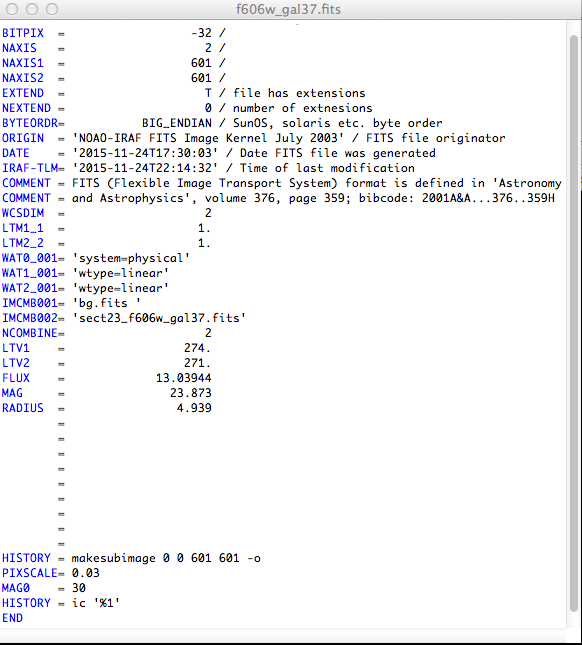 f606w_gal37.fits
BITPIX = -32 /
NAXIS = 2 /
NAXIS1 = 601 /
NAXIS2 = 601 /
EXTEND = T / file has extensions
NEXTEND = 0 / number of extnesions
BYTEORDR= BIG_ENDIAN / SunOS, solaris etc. byte order
ORIGIN = 'NOAO-IRAF FITS Image Kernel July 2003' / FITS file originator
DATE = '2015-11-24T17:30:03' / Date FITS file was generated
IRAF-TLM= '2015-11-24T22:14:32' / Time of last modification
COMMENT = FITS (Flexible Image Transport System) format is defined in 'Astronomy
COMMENT = and Astrophysics', volume 376, page 359; bibcode: 2001A&A...376..359H
WCSDIM = 2
LTM1_1 = 1.
LTM2_2 = 1.
WAT0_001= 'system=physical'
WAT1_001= 'wtype=linear'
WAT2_001= 'wtype=linear'
IMCMB001= 'bg.fits '
IMCMB002= 'sect23_f606w_gal37.fits'
NCOMBINE= 2
LTV1 = 274.
LTV2 = 271.
FLUX = 13.03944
MAG = 23.873
RADIUS = 4.939
=
=
=
=
=
=
=
=
=
HISTORY = makesubimage 0 0 601 601 -o
PIXSCALE= 0.03
MAG0 = 30
HISTORY = ic '%1'
END